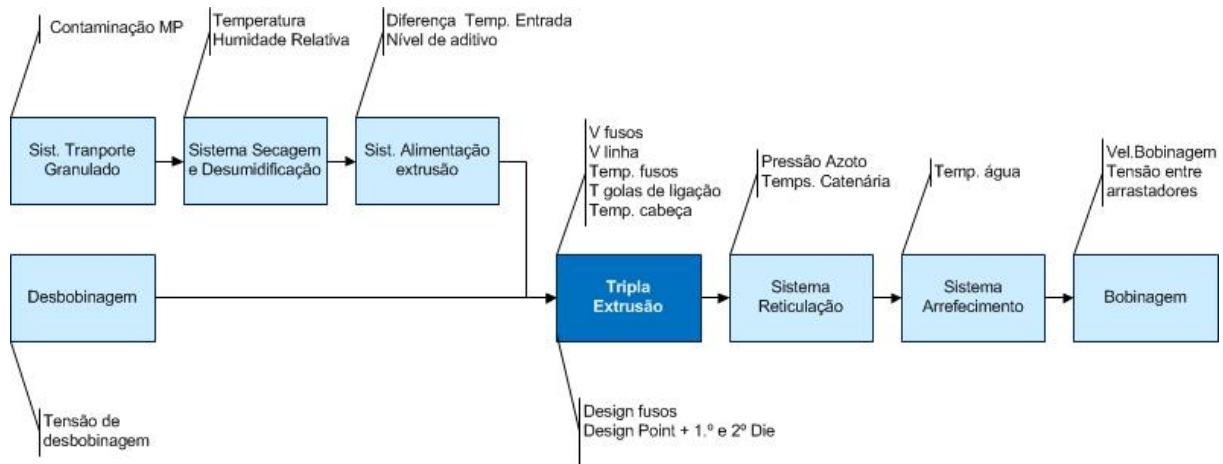 Contaminação MP
Temperatura
Humidade Relativa
Diferença Temp. Entrada
Nível de aditivo
Sist. Tranporte
Granulado
Sistema Secagem
e Desumidificação
Sist. Alimentação
extrusão
V fusos
V linha
Temp. fusos
T golas de ligação
Temp. cabeça
Pressão Azoto
Temps. Catenária
Temp. água
Vel.Bobinagem
Tensão entre
arrastadores
Desbobinagem
Tripla
Extrusão
Sistema
Reticulação
Sistema
Arrefecimento
Bobinagem
Tensão de
desbobinagem
Design fusos
Design Point + 1.º e 2º Die